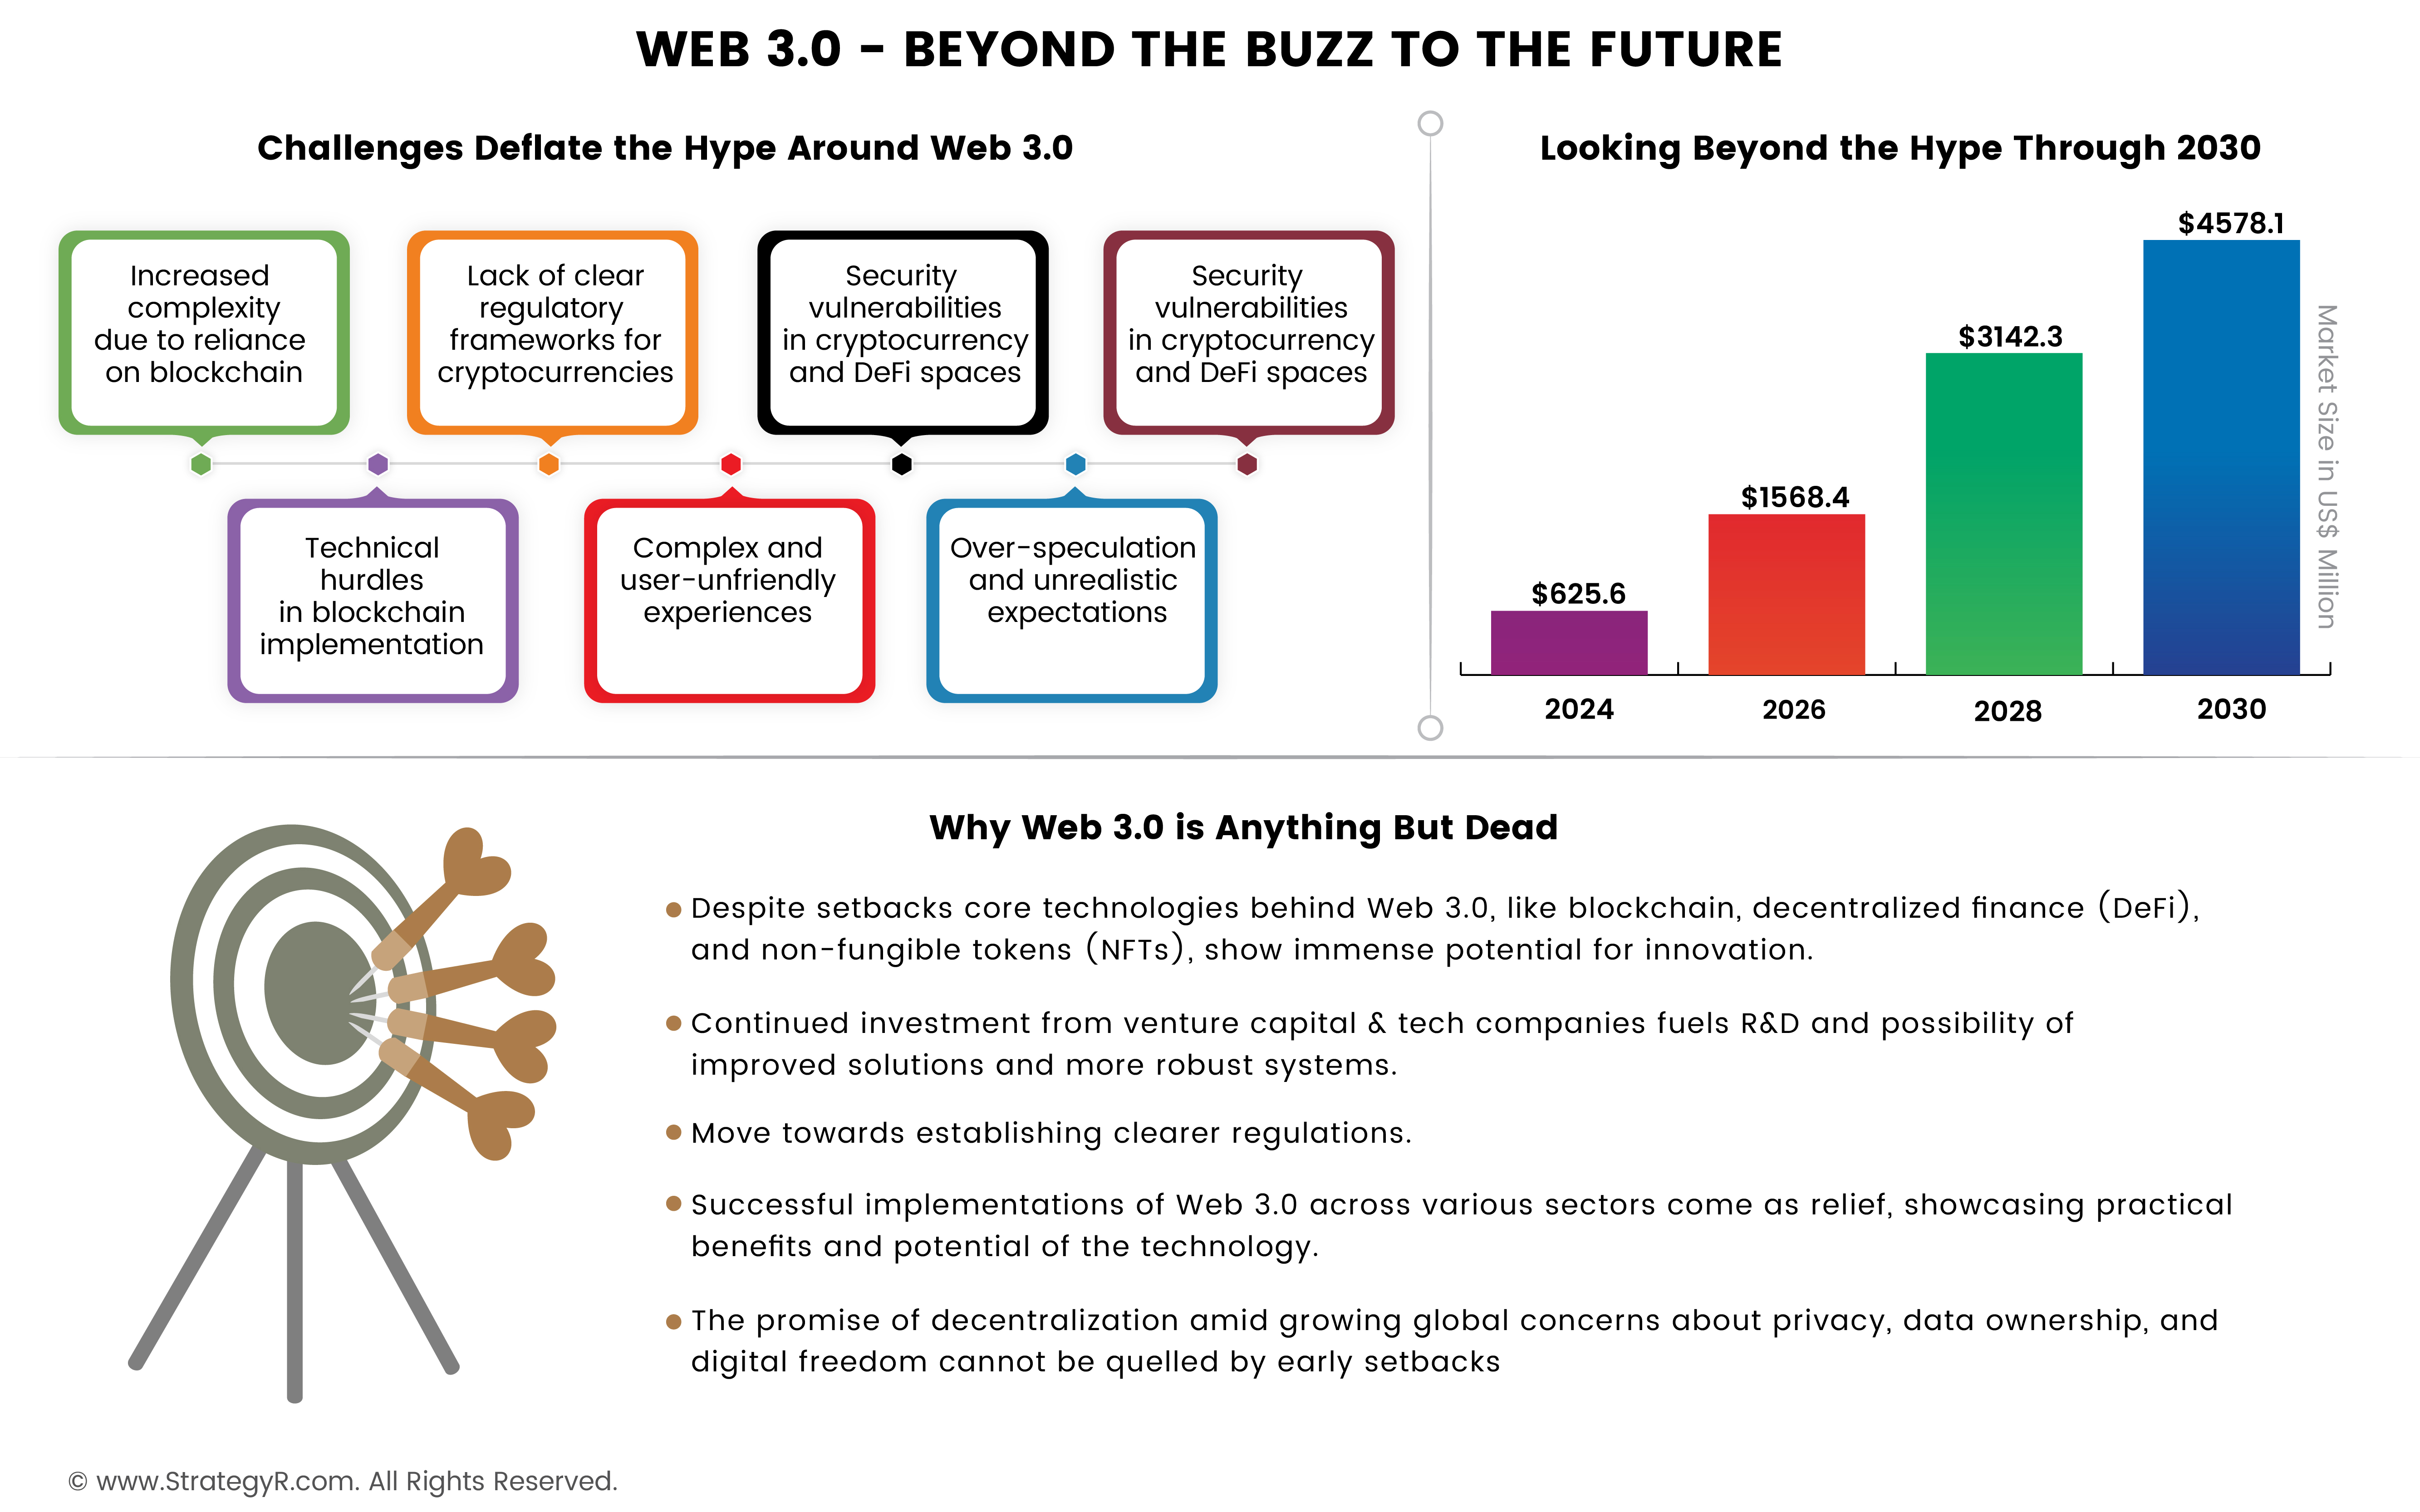 WEB 3.0 - BEYOND THE BUZZ TO THE FUTURE
Challenges Deflate the Hype Around Web 3.0
Increased
complexity
due to reliance
on blockchain
Lack of clear
regulatory
frameworks for
cryptocurrencies
Security
vulnerabilities
in cryptocurrency
and DeFi spaces
Security
vulnerabilities
in cryptocurrency
and DeFi spaces
Technical
hurdles
in blockchain
implementation
Complex and
user-unfriendly
experiences
Over-speculation
and unrealistic
expectations
Looking Beyond the Hype Through 2030
$625.6
$1568.4
$3142.3
$4578.1
2024
2026
2028
2030
Market Size in US$ Million
Why Web 3.0 is Anything But Dead
Despite setbacks core technologies behind Web 3.0, like blockchain, decentralized finance (DeFi),
and non-fungible tokens (NFTs), show immense potential for innovation.
Continued investment from venture capital & tech companies fuels R&D and possibility of
improved solutions and more robust systems.
Move towards establishing clearer regulations.
Successful implementations of Web 3.0 across various sectors come as relief, showcasing practical
benefits and potential of the technology.
The promise of decentralization amid growing global concerns about privacy, data ownership, and
digital freedom cannot be quelled by early setbacks
© www.StrategyR.com. All Rights Reserved.